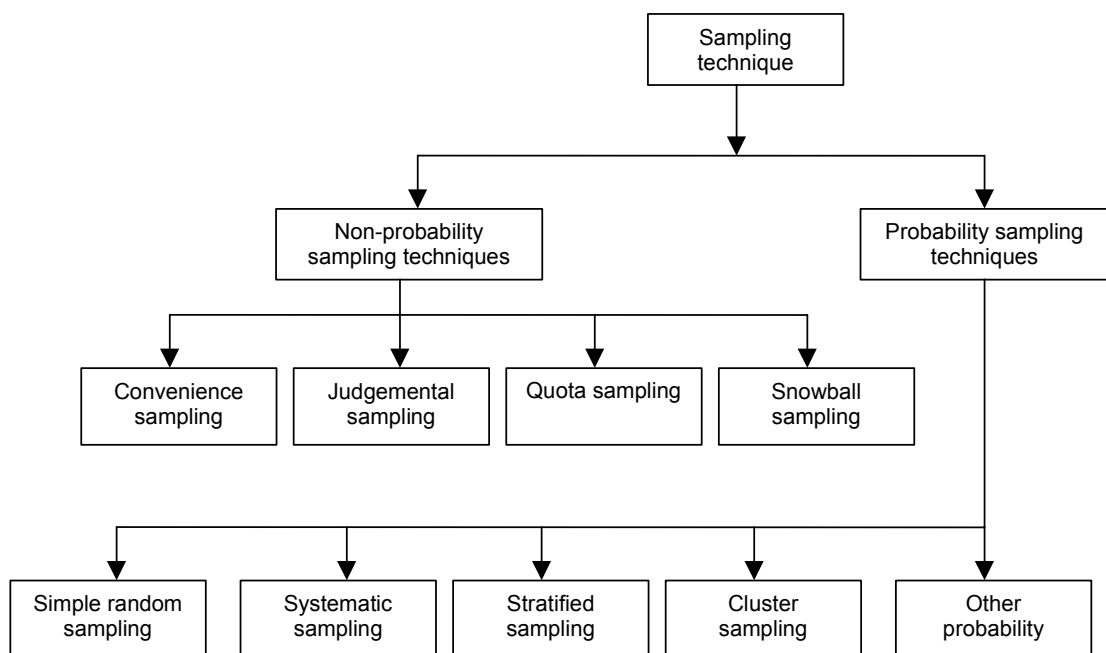 Sampling
technique
Non-probability
sampling techniques
Probability sampling
techniques
Convenience
sampling
Judgemental
sampling
Quota sampling
Snowball
sampling
Simple random
sampling
Systematic
sampling
Stratified
sampling
Cluster
sampling
Other
probability